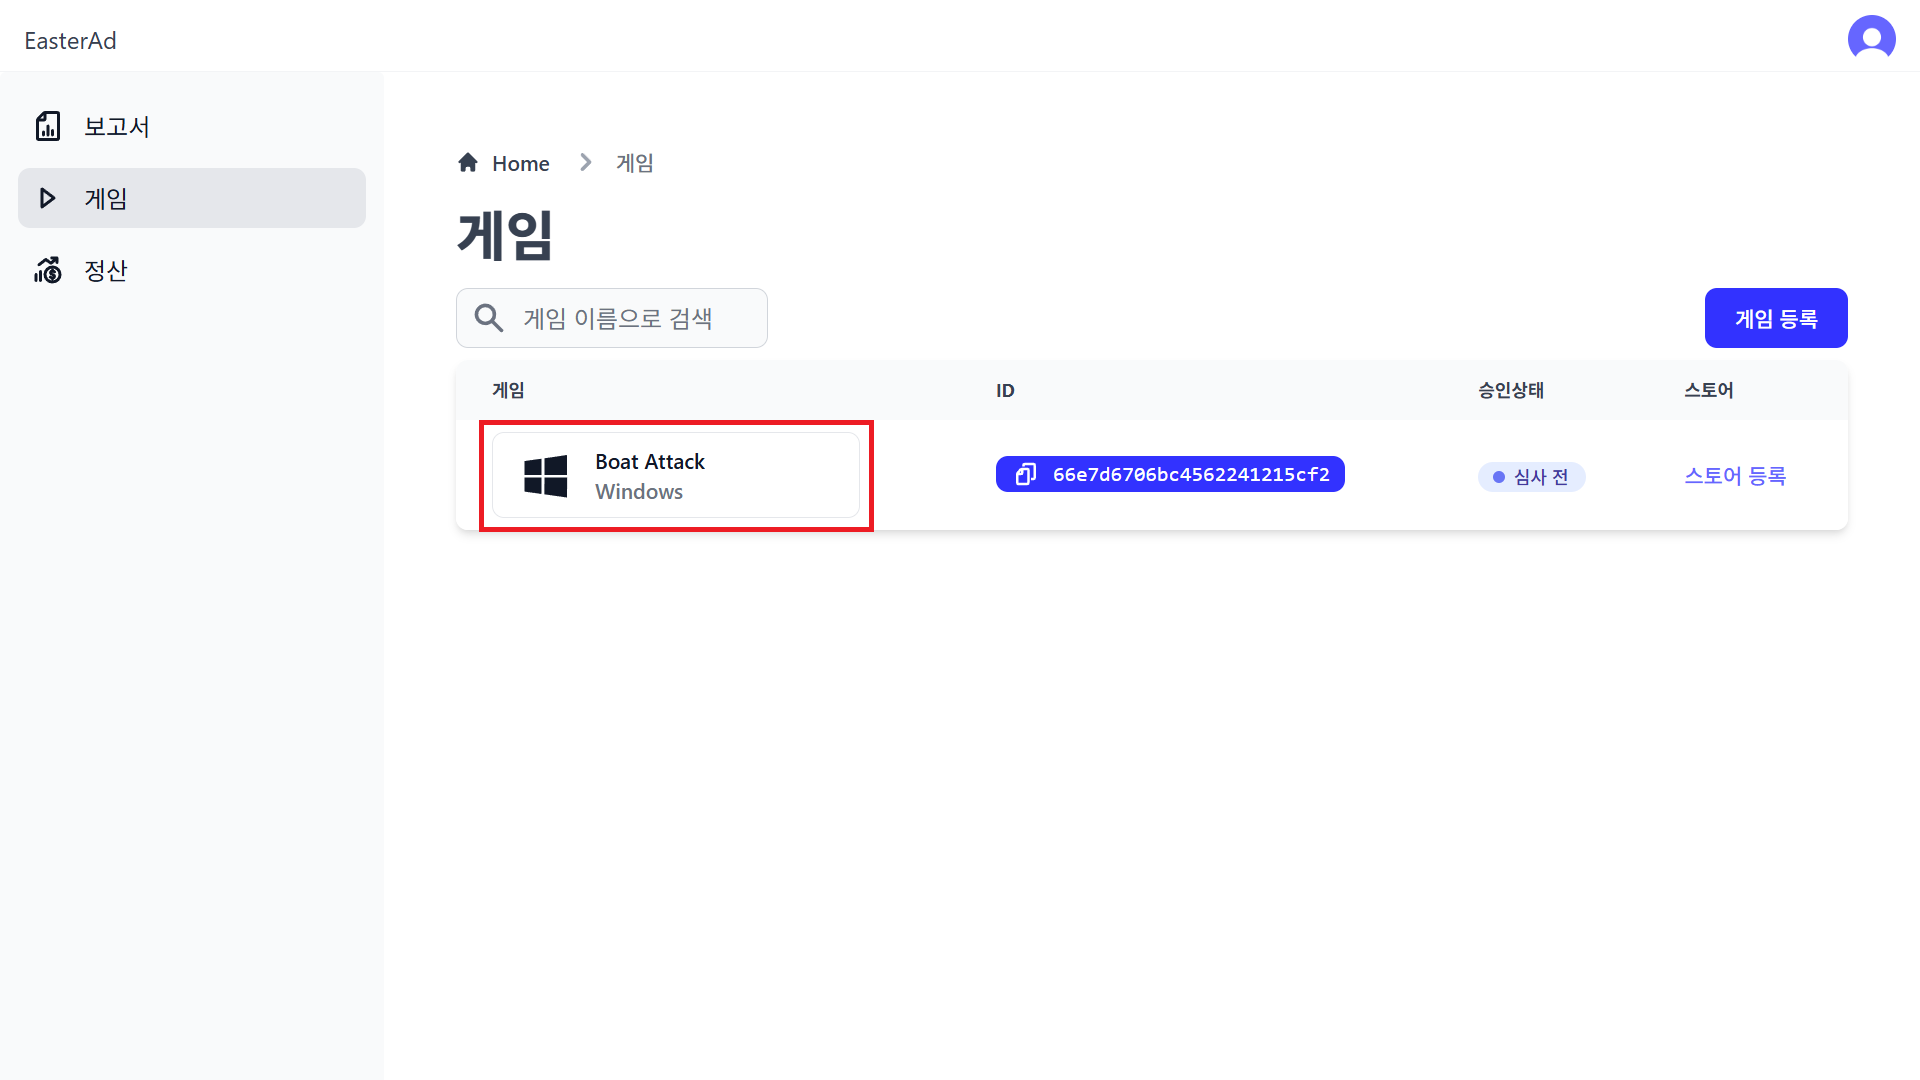 EasterAd
보고서
게임
정산
Home
게임
게임
게임 이름으로 검색
게임 등록
게임 ID 승인상태 스토어
Boat Attack
Windows
66e7d6706bc4562241215cf2
심사 전
스토어 등록